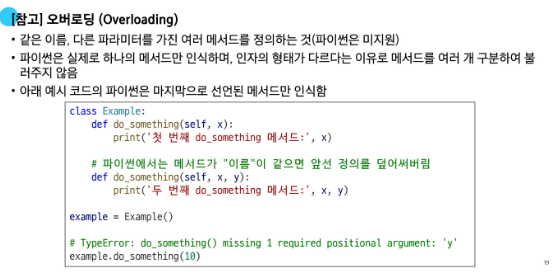 [참고] 오버로딩 (Overloading)
• 같은 이름, 다른 파라미터를 가진 여러 메서드를 정의하는 것(파이썬은 미지원)
• 파이썬은 실제로 하나의 메서드만 인식하며, 인자의 형태가 다르다는 이유로 메서드를 여러 개 구분하여 불
러주지 않음
• 아래 예시 코드의 파이썬은 마지막으로 선언된 메서드만 인식함
class Example:
    def do_something(self, x):
        print('첫 번째 do_something 메서드:', x)

    # 파이썬에서는 메서드가 "이름"이 같으면 앞선 정의를 덮어써버림
    def do_something(self, x, y):
        print('두 번째 do_something 메서드:', x, y)

example = Example()

# TypeError: do_something() missing 1 required positional argument: 'y'
example.do_something(10)